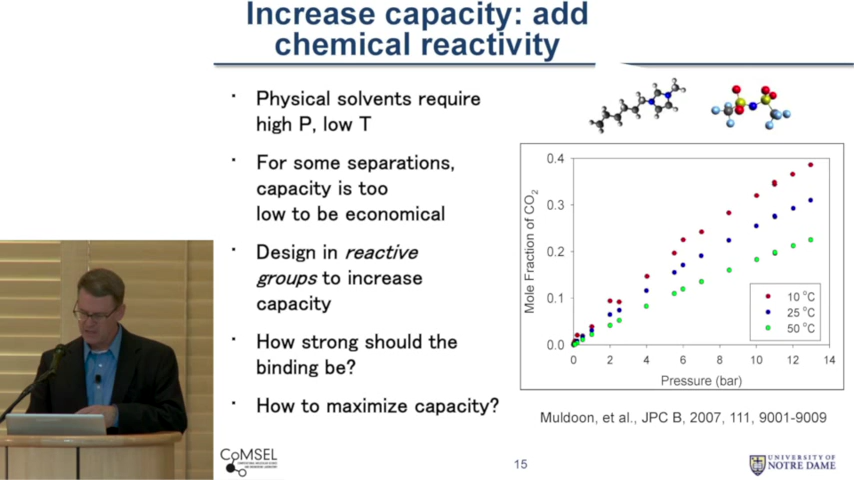 Increase capacity: add
chemical reactivity
· Physical solvents require
high P, low T
· For some separations,
capacity is too
low to be economical
· Design in reactive
groups to increase
capacity
· How strong should the
binding be?
· How to maximize capacity?
Mole Fraction of CO2
0.4
0.3
0.2
0.1
0.0
0 2 4 6 8 10 12 14
Pressure (bar)
10 °C
25 °C
50 °C
Muldoon, et al., JPC B, 2007, 111, 9001-9009
CoMSEL
15
UNIVERSITY OF
NOTRE DAME